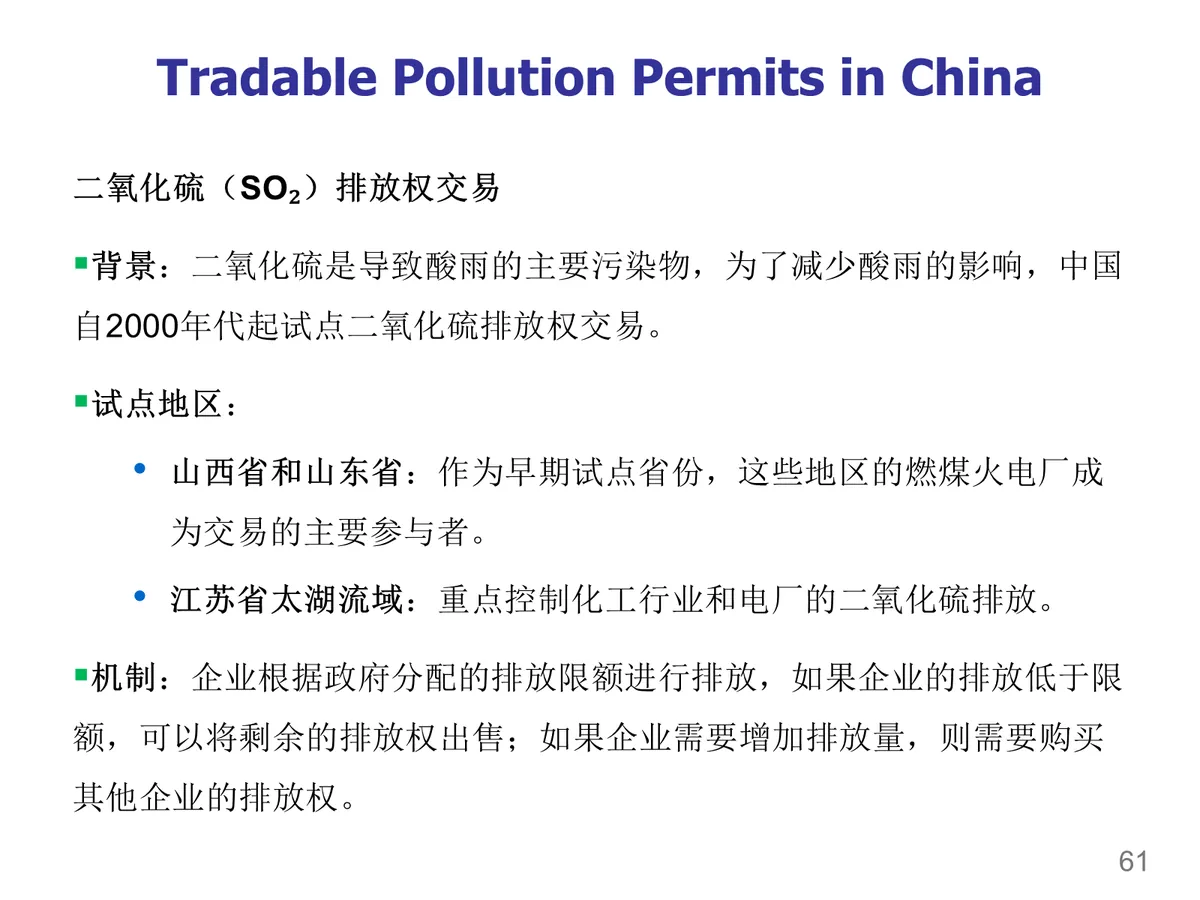 Tradable Pollution Permits in China
二氧化硫（SO₂）排放权交易
▪背景：二氧化硫是导致酸雨的主要污染物，为了减少酸雨的影响，中国
自2000年代起试点二氧化硫排放权交易。
▪试点地区：
• 山西省和山东省：作为早期试点省份，这些地区的燃煤火电厂成
为交易的主要参与者。
• 江苏省太湖流域：重点控制化工行业和电厂的二氧化硫排放。
▪机制：企业根据政府分配的排放限额进行排放，如果企业的排放低于限
额，可以将剩余的排放权出售；如果企业需要增加排放量，则需要购买
其他企业的排放权。
61